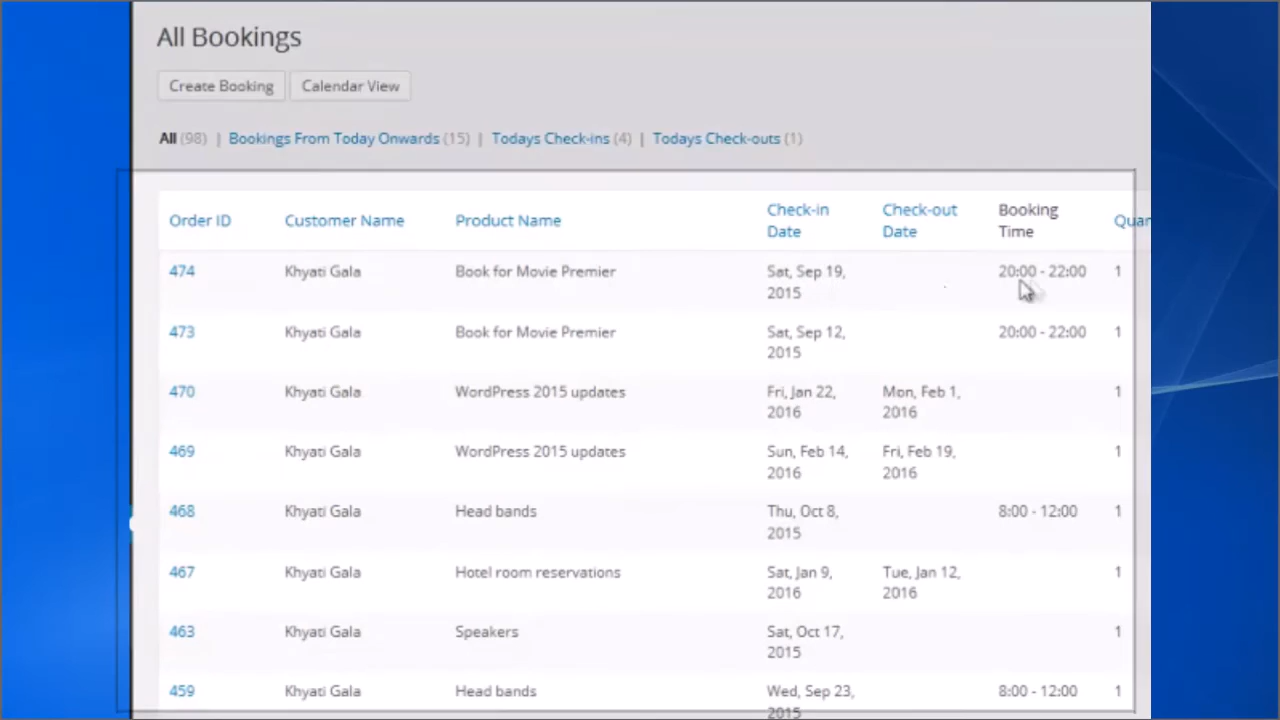 All Bookings
Create Booking Calendar View
All (98) | Bookings From Today Onwards (15) | Todays Check-ins (4) | Todays Check-outs (1)
Order ID Customer Name Product Name Check-in Date Check-out Date Booking Time Quan
474 Khyati Gala Book for Movie Premier Sat, Sep 19, 2015 20:00 - 22:00 1
473 Khyati Gala Book for Movie Premier Sat, Sep 12, 2015 20:00 - 22:00 1
470 Khyati Gala WordPress 2015 updates Fri, Jan 22, 2016 Mon, Feb 1, 2016 1
469 Khyati Gala WordPress 2015 updates Sun, Feb 14, 2016 Fri, Feb 19, 2016 1
468 Khyati Gala Head bands Thu, Oct 8, 2015 8:00 - 12:00 1
467 Khyati Gala Hotel room reservations Sat, Jan 9, 2016 Tue, Jan 12, 2016 1
463 Khyati Gala Speakers Sat, Oct 17, 2015 1
459 Khyati Gala Head bands Wed, Sep 23, 2015 8:00 - 12:00 1